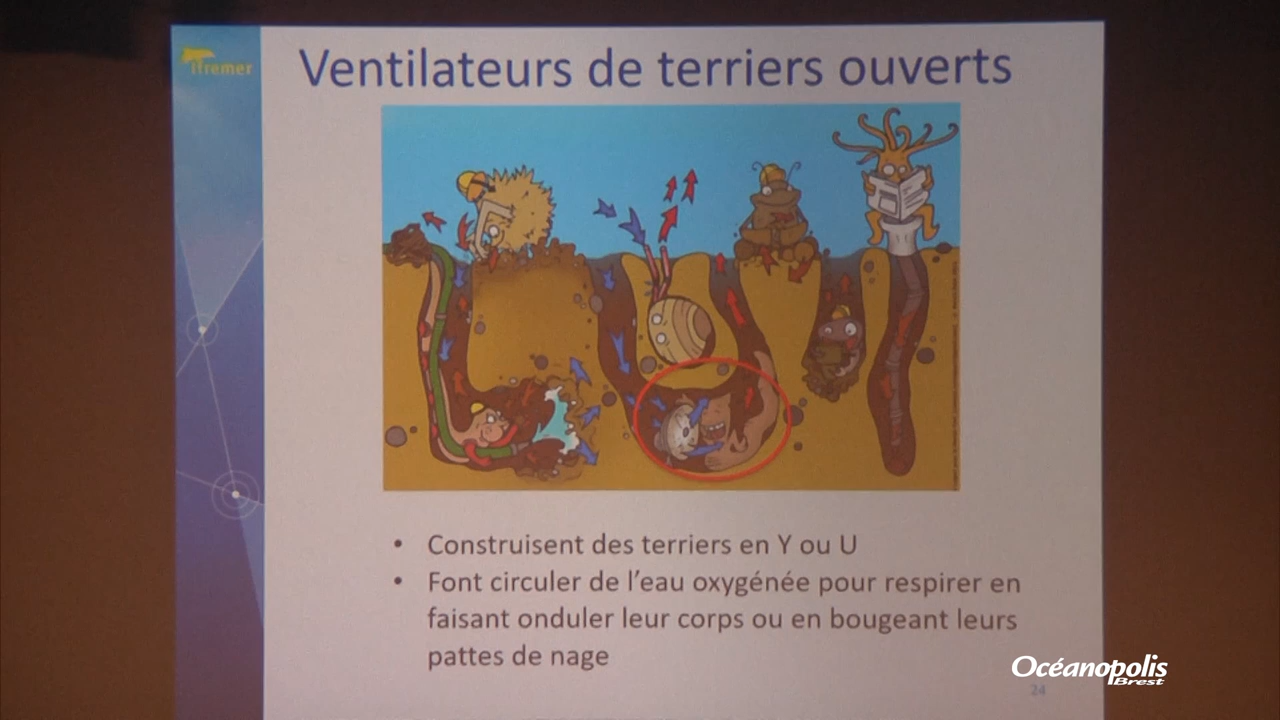 ifremer
Ventilateurs de terriers ouverts
• Construisent des terriers en Y ou U
• Font circuler de l'eau oxygénée pour respirer en
faisant onduler leur corps ou en bougeant leurs
pattes de nage
Océanopolis
Brest
24